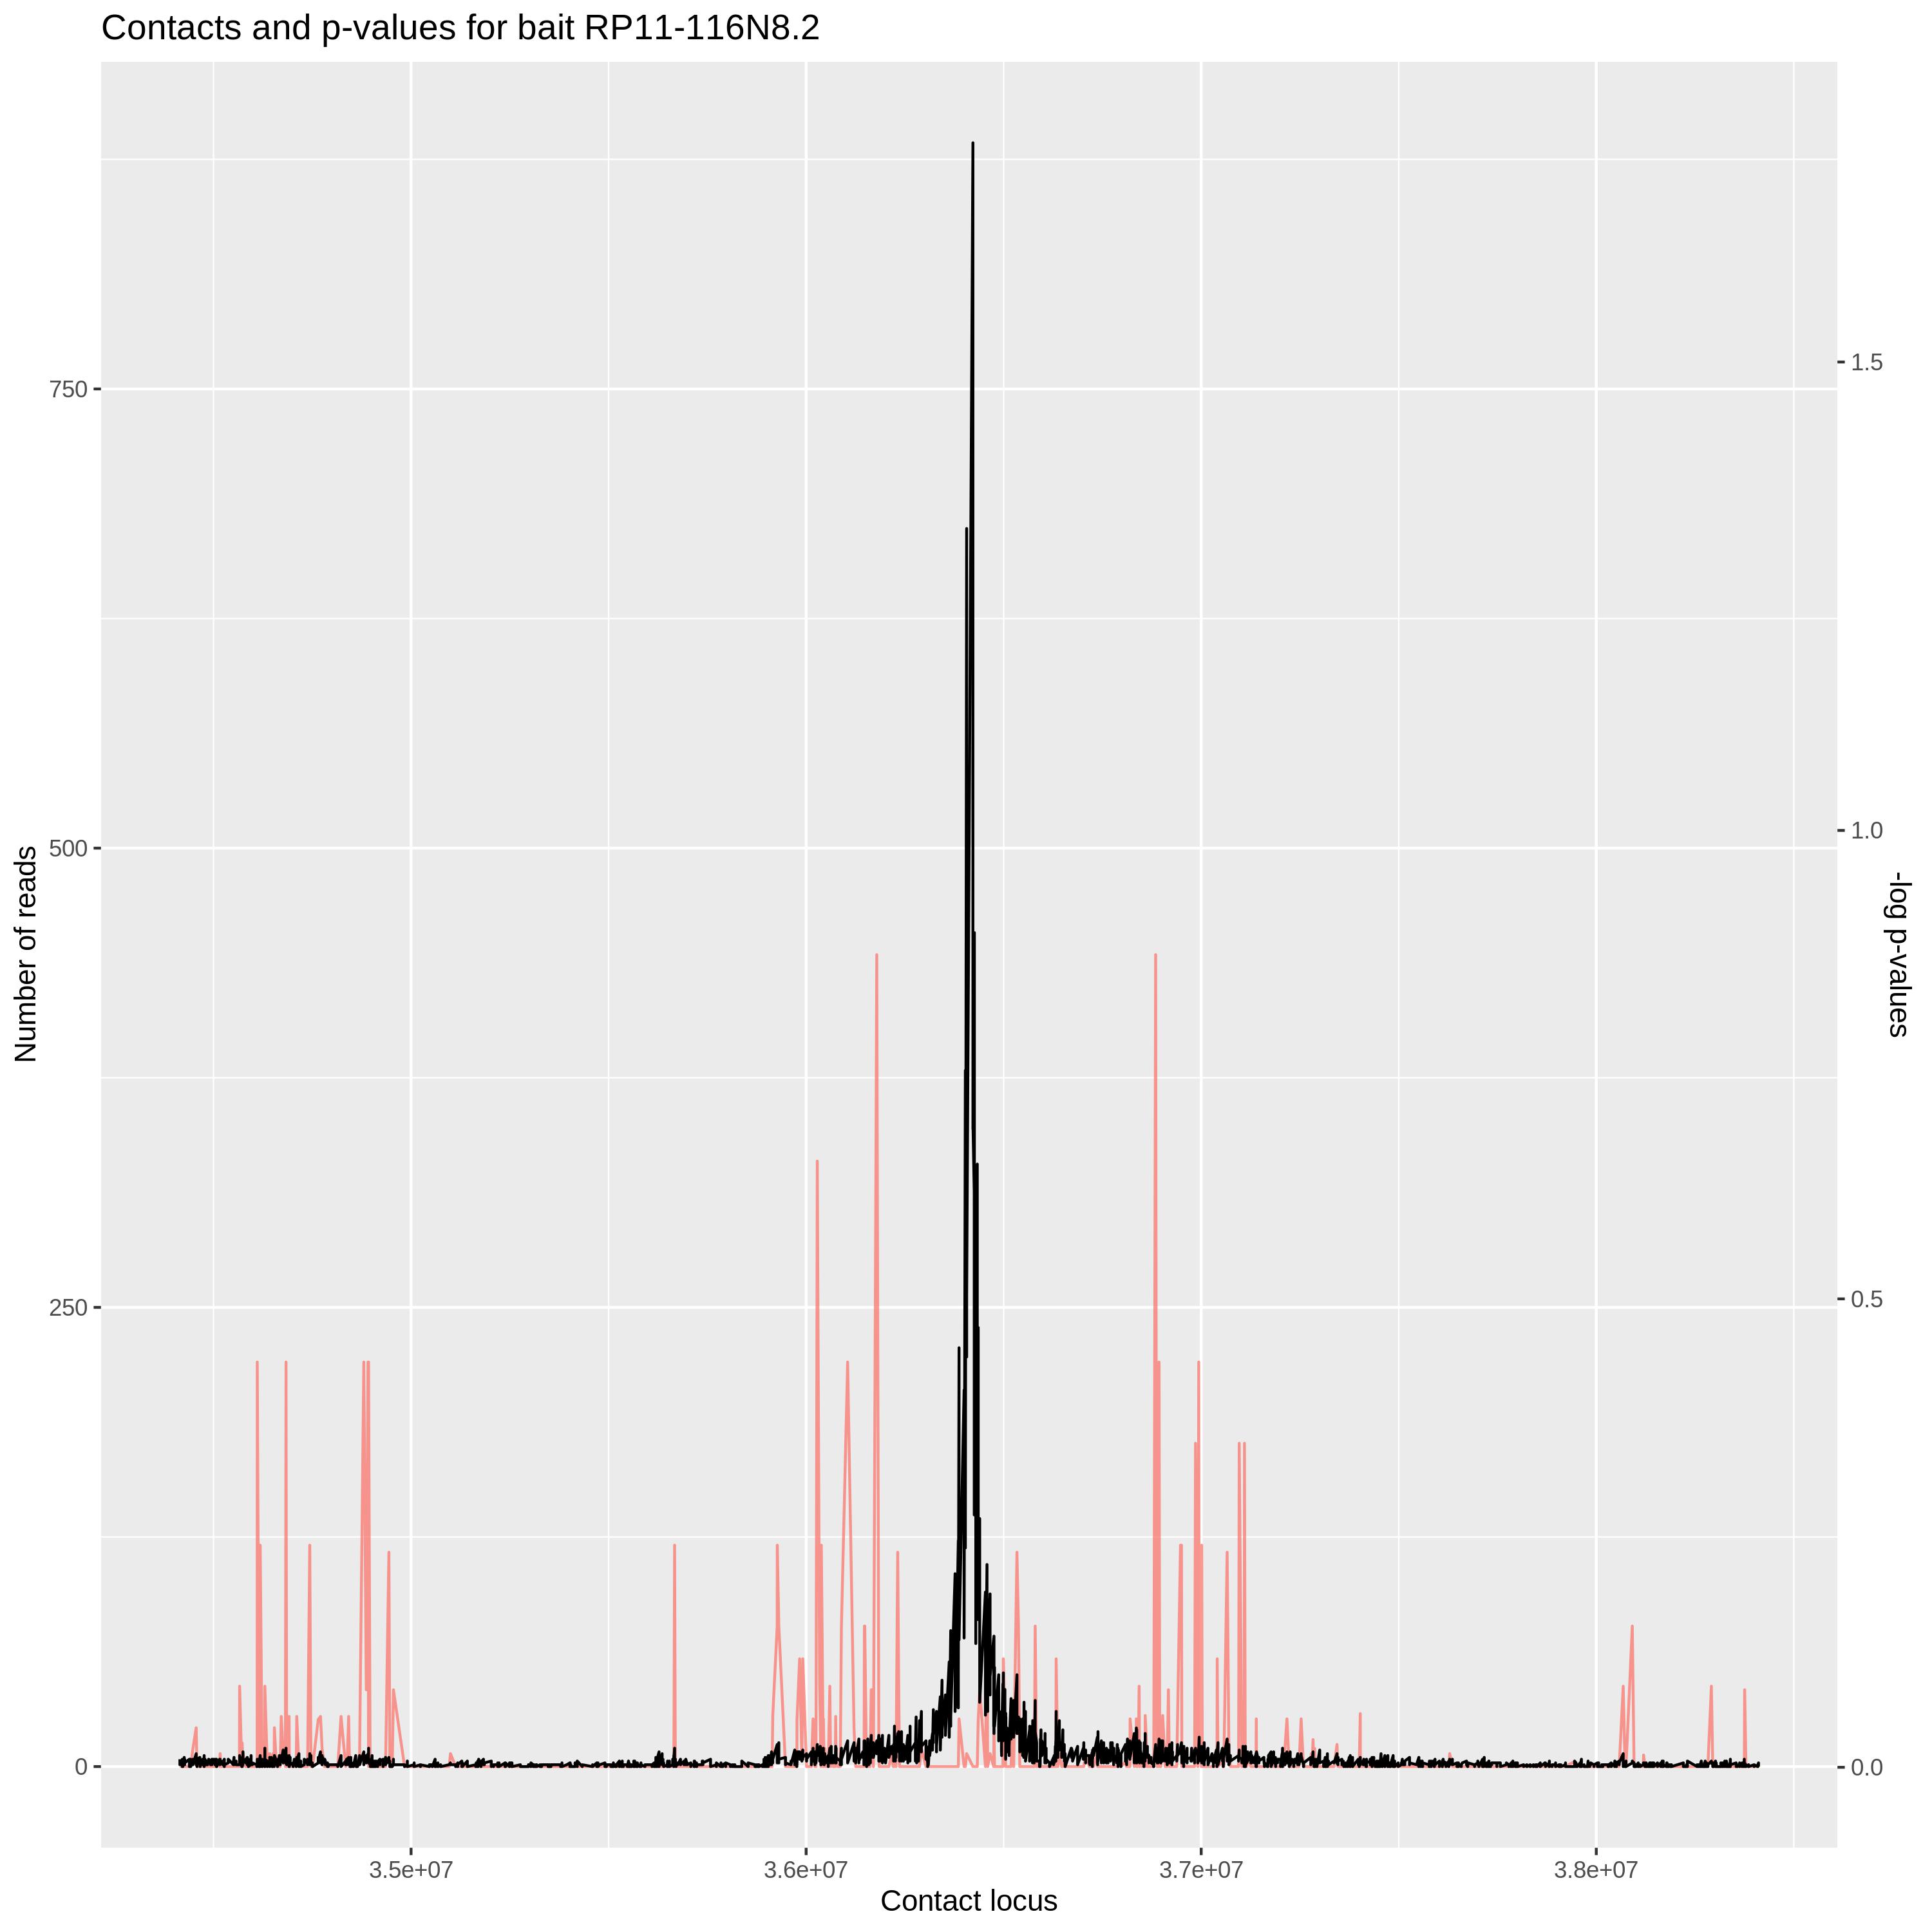 Contacts and p-values for bait RP11-116N8.2
750
500
250
0
Number of reads
1.5
1.0
0.5
0.0
-log p-values
3.5e+07
3.6e+07
3.7e+07
3.8e+07
Contact locus